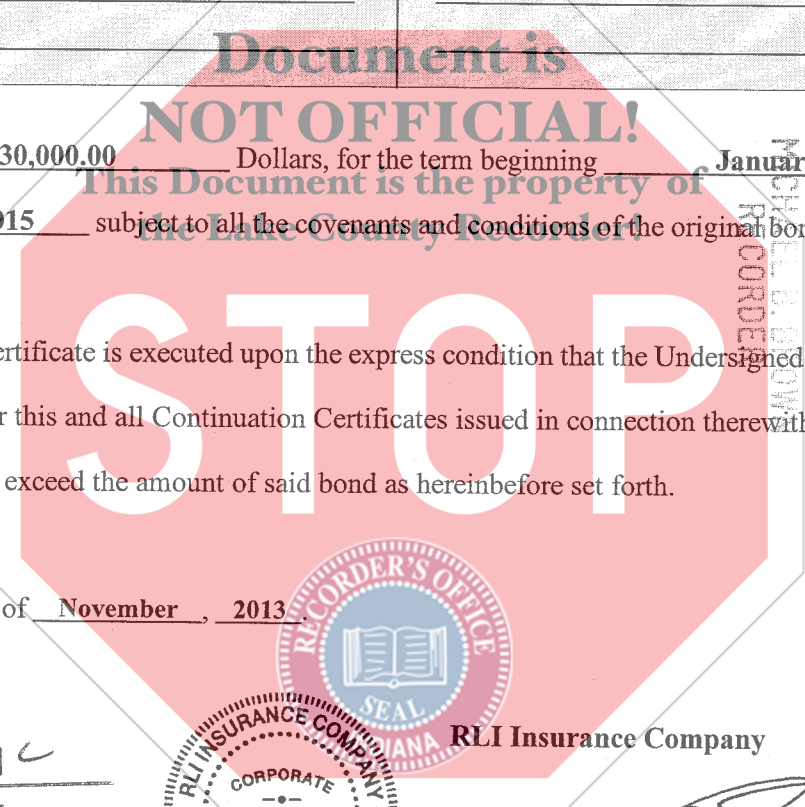 Document is
NOT OFFICIAL!
30,000.00 Dollars, for the term beginning Januar
This Document is the property of
915 subject to all the covenants and conditions of the original bon
the Lake County Recorder!
MICHAEL B. BROWN
RECORDER
STOP
ertificate is executed upon the express condition that the Undersigned
r this and all Continuation Certificates issued in connection therewith
exceed the amount of said bond as hereinbefore set forth.
of November , 2013.
RECORDER'S OFFICE
SEAL
DIANA
RLI INSURANCE COMPANY
CORPORATE
RLI Insurance Company